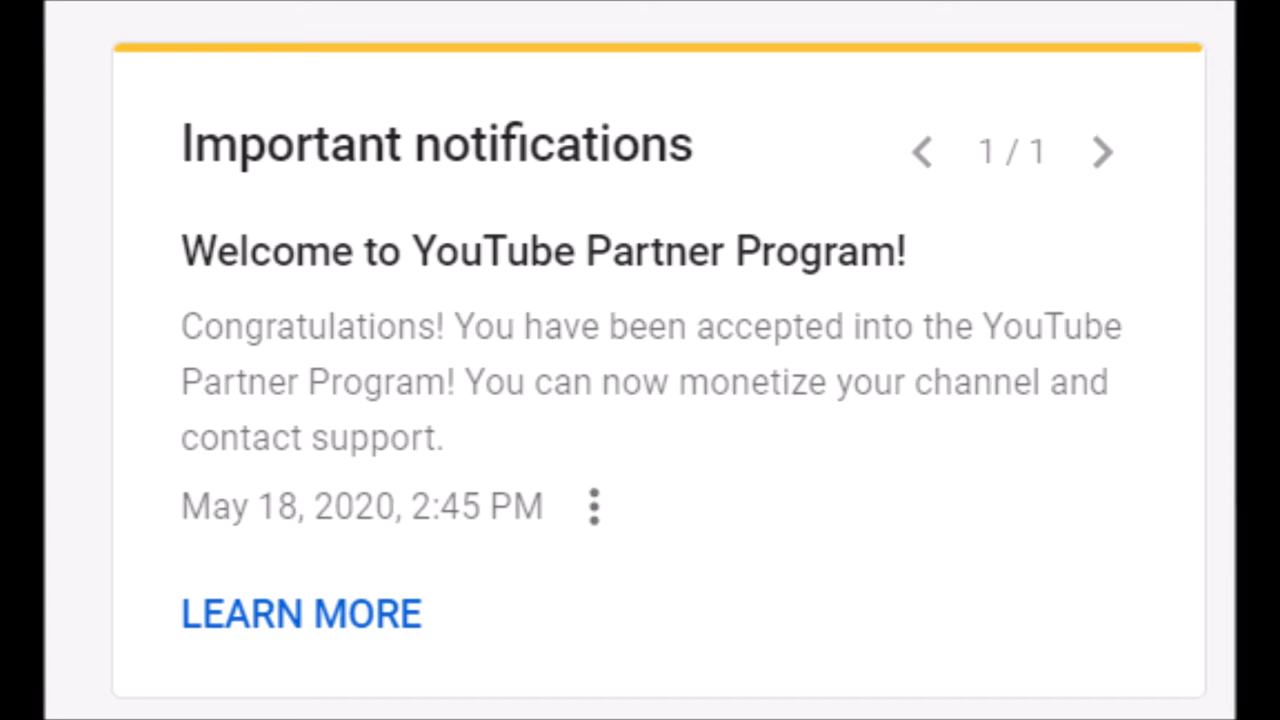 Important notifications
1 / 1
Welcome to YouTube Partner Program!
Congratulations! You have been accepted into the YouTube
Partner Program! You can now monetize your channel and
contact support.
May 18, 2020, 2:45 PM
LEARN MORE